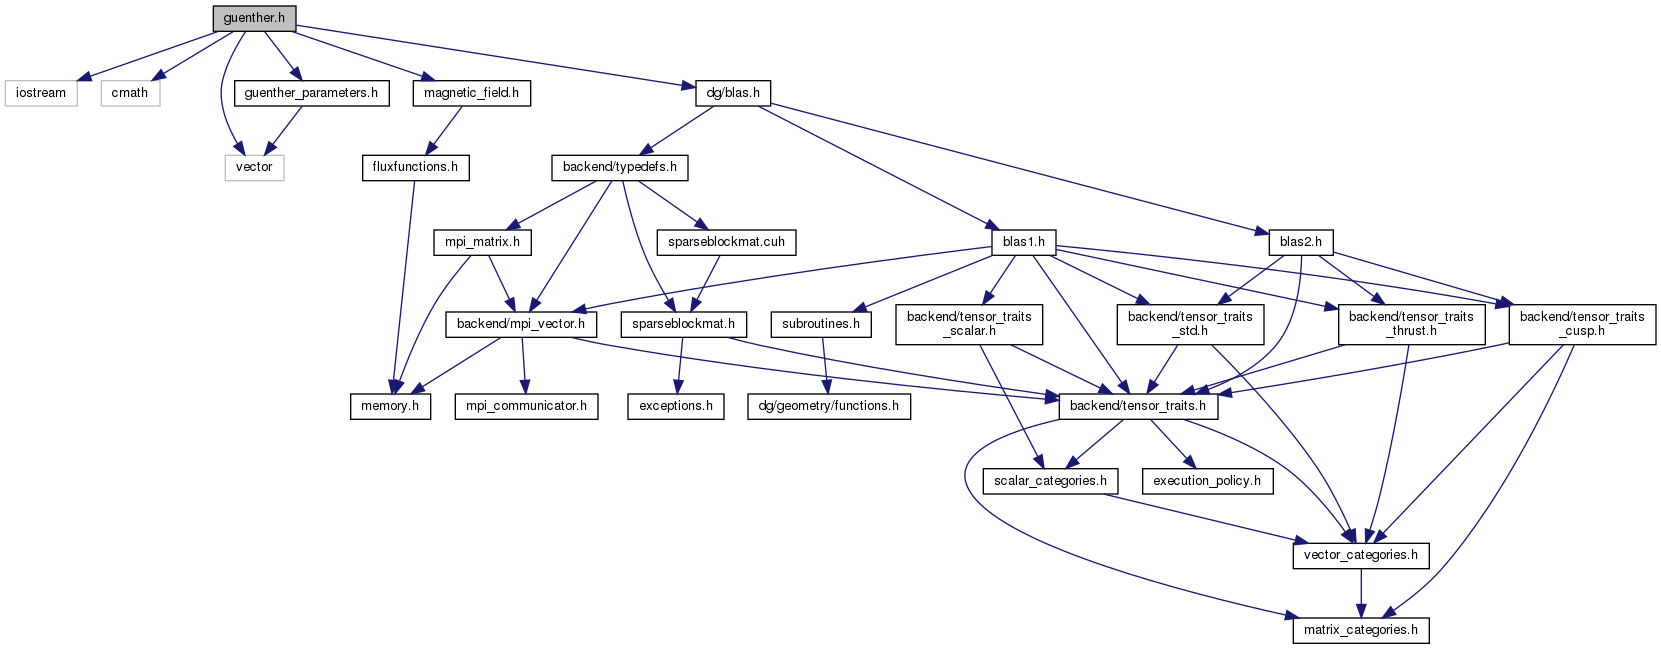 guenther.h
iostream
cmath
guenther_parameters.h
magnetic_field.h
dg/blas.h
vector
fluxfunctions.h
backend/typedefs.h
mpi_matrix.h
sparseblockmat.cuh
blas1.h
blas2.h
backend/mpi_vector.h
sparseblockmat.h
subroutines.h
backend/tensor_traits
_scalar.h
backend/tensor_traits
_std.h
backend/tensor_traits
_thrust.h
backend/tensor_traits
_cusp.h
memory.h
mpi_communicator.h
exceptions.h
dg/geometry/functions.h
backend/tensor_traits.h
scalar_categories.h
execution_policy.h
vector_categories.h
matrix_categories.h